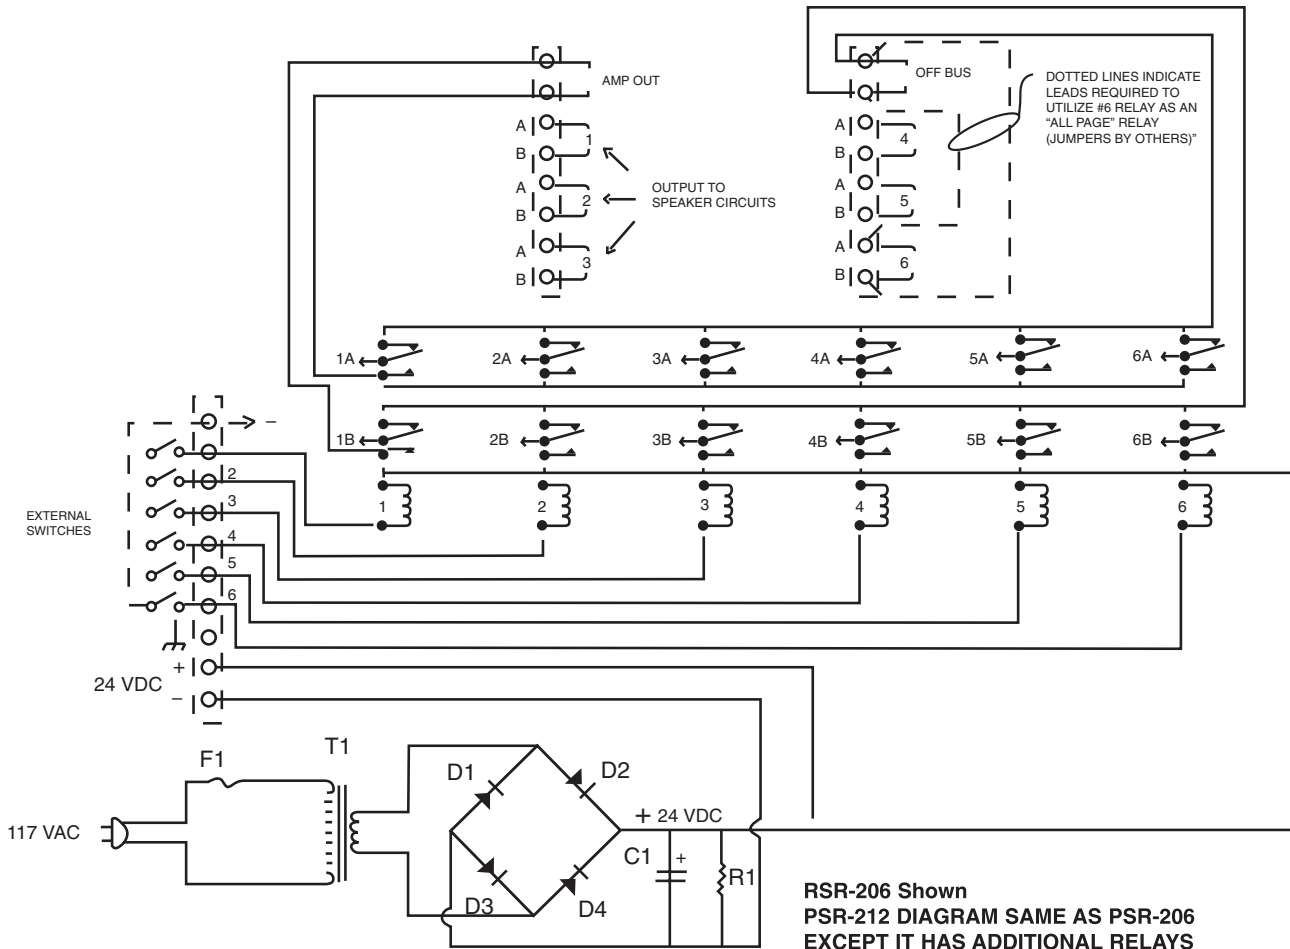 AMP OUT
OFF BUS
DOTTED LINES INDICATE
LEADS REQUIRED TO
UTILIZE #6 RELAY AS AN
"ALL PAGE" RELAY
(JUMPERS BY OTHERS)"
A
1
B
A
2
B
A
3
B
OUTPUT TO
SPEAKER CIRCUITS
A
4
B
A
5
B
A
6
B
1A
2A
3A
4A
5A
6A
1B
2B
3B
4B
5B
6B
1
2
3
4
5
6
–
2
3
4
5
6
EXTERNAL
SWITCHES
+
24 VDC
–
F1
T1
117 VAC
D1
D2
D3
D4
+ 24 VDC
C1
+
R1
RSR-206 Shown
PSR-212 DIAGRAM SAME AS PSR-206
EXCEPT IT HAS ADDITIONAL RELAYS